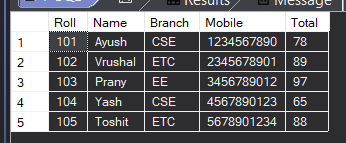 Results Message
Roll Name Branch Mobile Total
1 101 Ayush CSE 1234567890 78
2 102 Vrushal ETC 2345678901 89
3 103 Prany EE 3456789012 97
4 104 Yash CSE 4567890123 65
5 105 Toshit ETC 5678901234 88